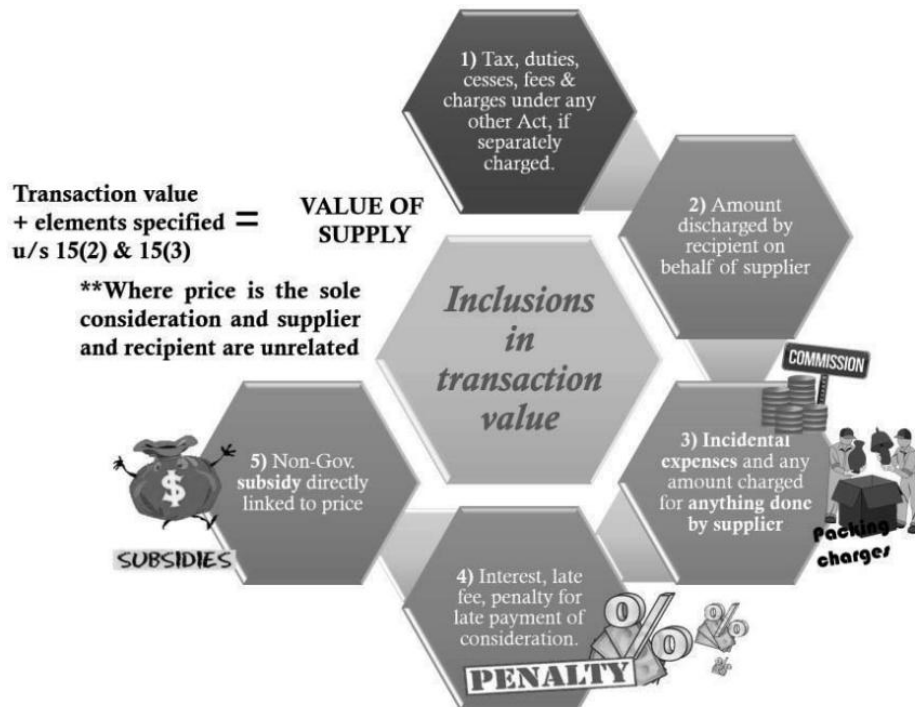 1) Tax, duties,
cesses, fees &
charges under any
other Act, if
separately
charged.
Transaction value
+ elements specified
u/s 15(2) & 15(3)
=
VALUE OF
SUPPLY
**Where price is the sole
consideration and supplier
and recipient are unrelated
2) Amount
discharged by
recipient on
behalf of supplier
Inclusions
in
transaction
value
COMMISSION
3) Incidental
expenses and any
amount charged
for anything done
by supplier
Packing
charges
4) Interest, late
fee, penalty for
late payment of
consideration.
%
%
%
PENALTY
5) Non-Gov.
subsidy directly
linked to price
$
SUBSIDIES